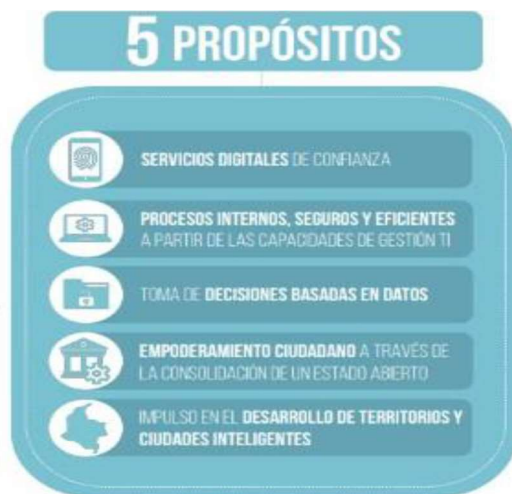 5 PROPÓSITOS
SERVICIOS DIGITALES DE CONFIANZA
PROCESOS INTERNOS, SEGUROS Y EFICIENTES
A PARTIR DE LAS CAPACIDADES DE GESTIÓN TI
TOMA DE DECISIONES BASADAS EN DATOS
EMPODERAMIENTO CIUDADANO A TRAVÉS DE
LA CONSOLIDACIÓN DE UN ESTADO ABIERTO
IMPULSO EN EL DESARROLLO DE TERRITORIOS Y
CIUDADES INTELIGENTES